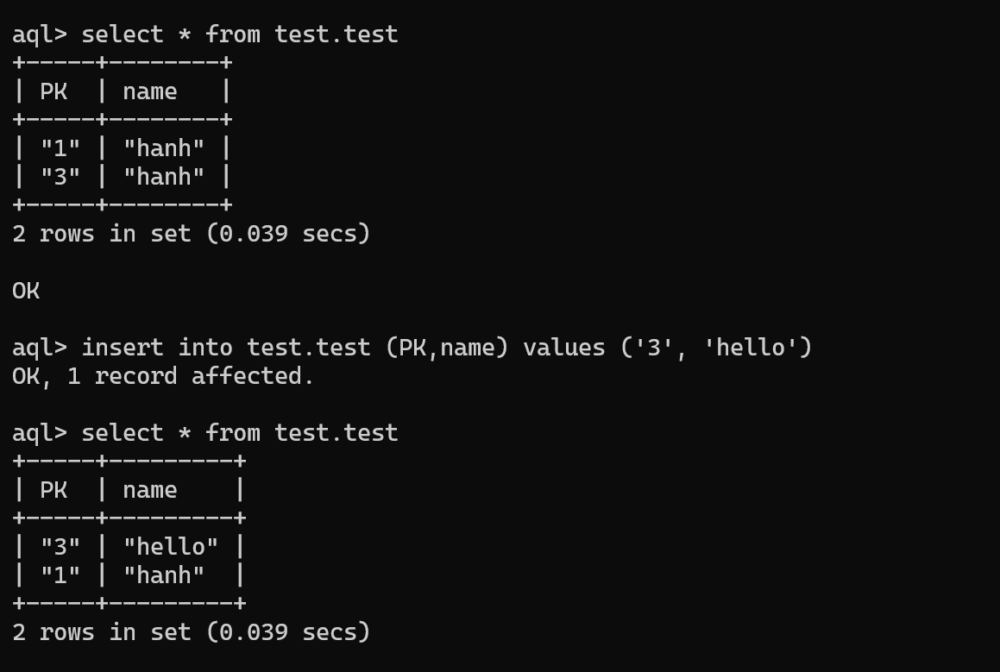 aql> select * from test.test
+-----+--------+
| PK  | name   |
+-----+--------+
| "1" | "hanh" |
| "3" | "hanh" |
+-----+--------+
2 rows in set (0.039 secs)
OK
aql> insert into test.test (PK,name) values ('3', 'hello')
OK, 1 record affected.
aql> select * from test.test
+-----+---------+
| PK  | name    |
+-----+---------+
| "3" | "hello" |
| "1" | "hanh"  |
+-----+---------+
2 rows in set (0.039 secs)